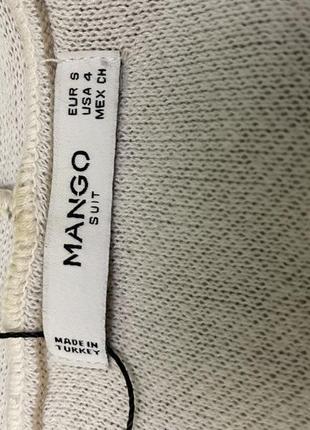 EUR S
USA 4
MEX CH
MANGO
SUIT
MADE IN
TURKEY